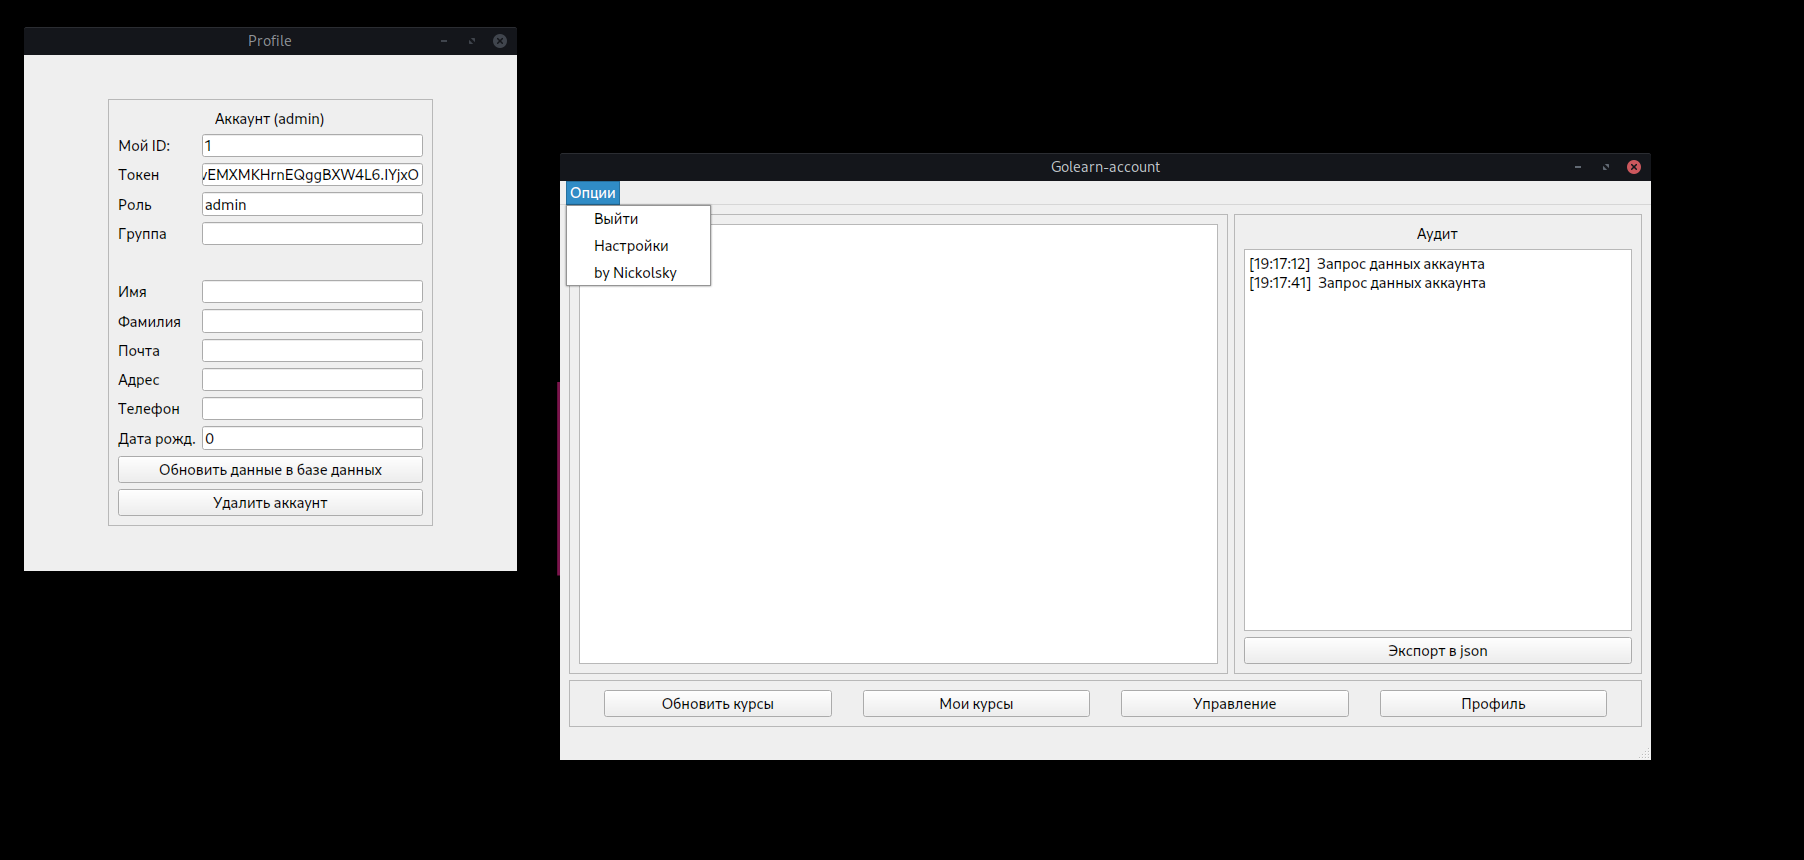 Profile
Аккаунт (admin)
Мой ID: 1
Токен vEMXMKHrnEQggBXW4L6.IYjxO
Роль admin
Группа
Имя
Фамилия
Почта
Адрес
Телефон
Дата рожд. 0
Обновить данные в базе данных
Удалить аккаунт
Golearn-account
Опции
Выйти
Настройки
by Nickolsky
Аудит
[19:17:12] Запрос данных аккаунта
[19:17:41] Запрос данных аккаунта
Экспорт в json
Обновить курсы
Мои курсы
Управление
Профиль